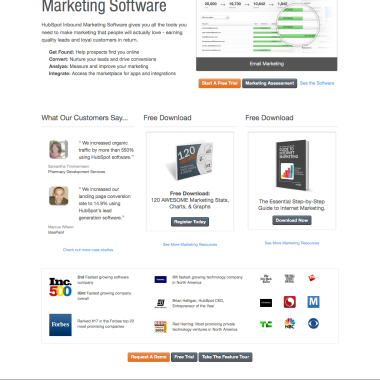 Marketing Software
HubSpot Inbound Marketing Software gives you all the tools you
need to make marketing that people will actually love - earning
quality leads and loyal customers in return.
Get Found: Help prospects find you online
Convert: Nurture your leads and drive conversions
Analyze: Measure and improve your marketing
Integrate: Access the marketplace for apps and integrations
Email Marketing
Start A Free Trial
Marketing Assessment
See the Software
What Our Customers Say...
" We increased organic
traffic by more than 550%
using HubSpot software."
Samantha Timmermann
Pharmacy Development Services
" We increased our
landing page conversion
rate to 14.9% using
HubSpot's lead
generation software."
Marcus Wilson
IdeaPaint
Check out more case studies
Free Download
120
Free Download:
120 AWESOME Marketing Stats,
Charts, & Graphs
Register Today
See More Marketing Resources
Free Download
The Essential Step-by-Step
Guide to Internet Marketing.
Download Now
See More Marketing Resources
Inc.
500
2nd Fastest growing software
company
33rd Fastest growing company
overall
Forbes
Ranked #17 in the Forbes top 20
most promising companies
6th fastest growing technology company
in North America
Brian Halligan, HubSpot CEO,
Entrepreneur of the Year
Red Herring: Most promising private
technology ventures in North America
M
NBC
Request A Demo
Free Trial
Take The Feature Tour